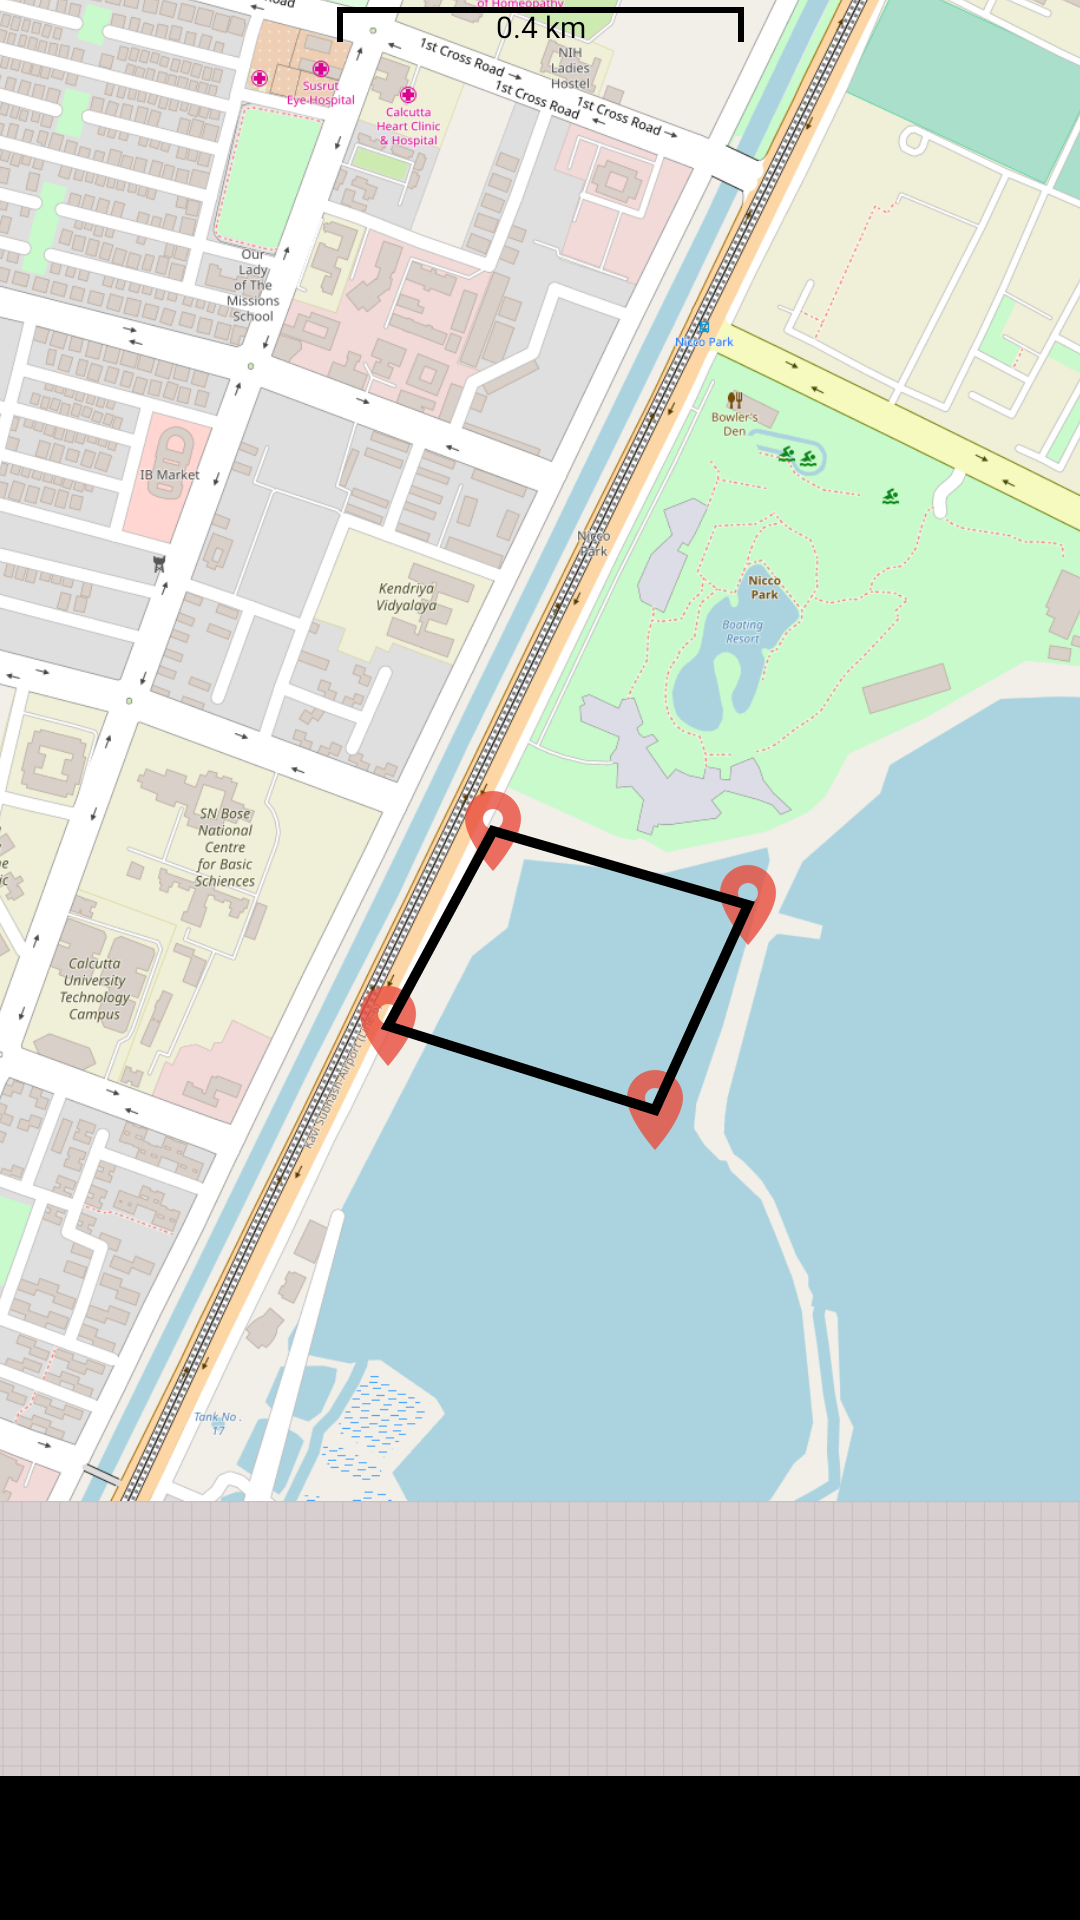 Road
of Homeopathy
0.4 km
1st Cross Road
NIH
Ladies
Hostel
1st Cross Road
1st Cross Road
Susrut
Eye Hospital
Calcutta
Heart Clinic
& Hospital
Our
Lady
of The
Missions
School
Nicco Park
Bowler's
Den
IB Market
Nicco
Park
Kendriya
Vidyalaya
Nicco
Park
Boating
Resort
SN Bose
National
Centre
for Basic
Schiences
Calcutta
University
Technology
Campus
Kavi Subhash-Airport
Tank No .
17